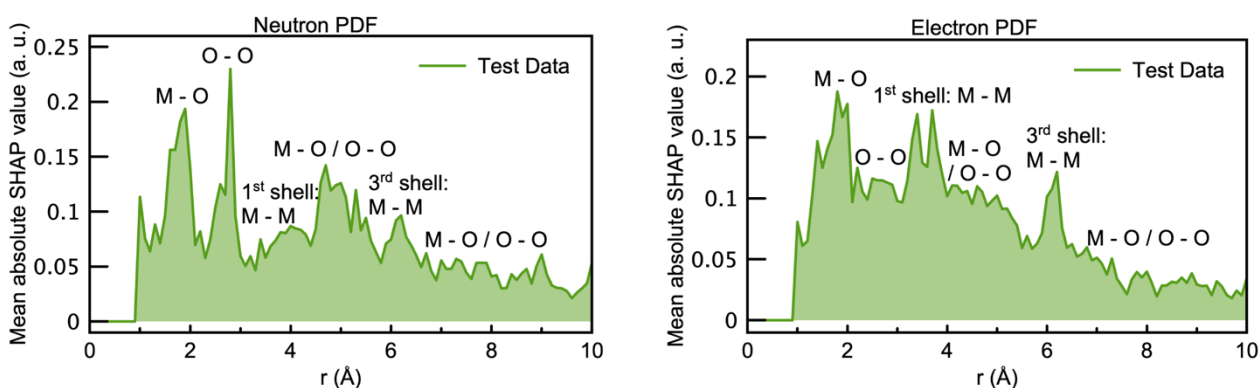 Neutron PDF
Mean absolute SHAP value (a. u.)
0.25
0.2
0.15
0.1
0.05
0
O - O
M - O
Test Data
M - O / O - O
1st shell:
M - M
3rd shell:
M - M
M - O / O - O
0 2 4 6 8 10
r (Å)
Electron PDF
Mean absolute SHAP value (a. u.)
0.2
0.15
0.1
0.05
0
M - O
Test Data
1st shell: M - M
O - O
M - O
/ O - O
3rd shell:
M - M
M - O / O - O
0 2 4 6 8 10
r (Å)